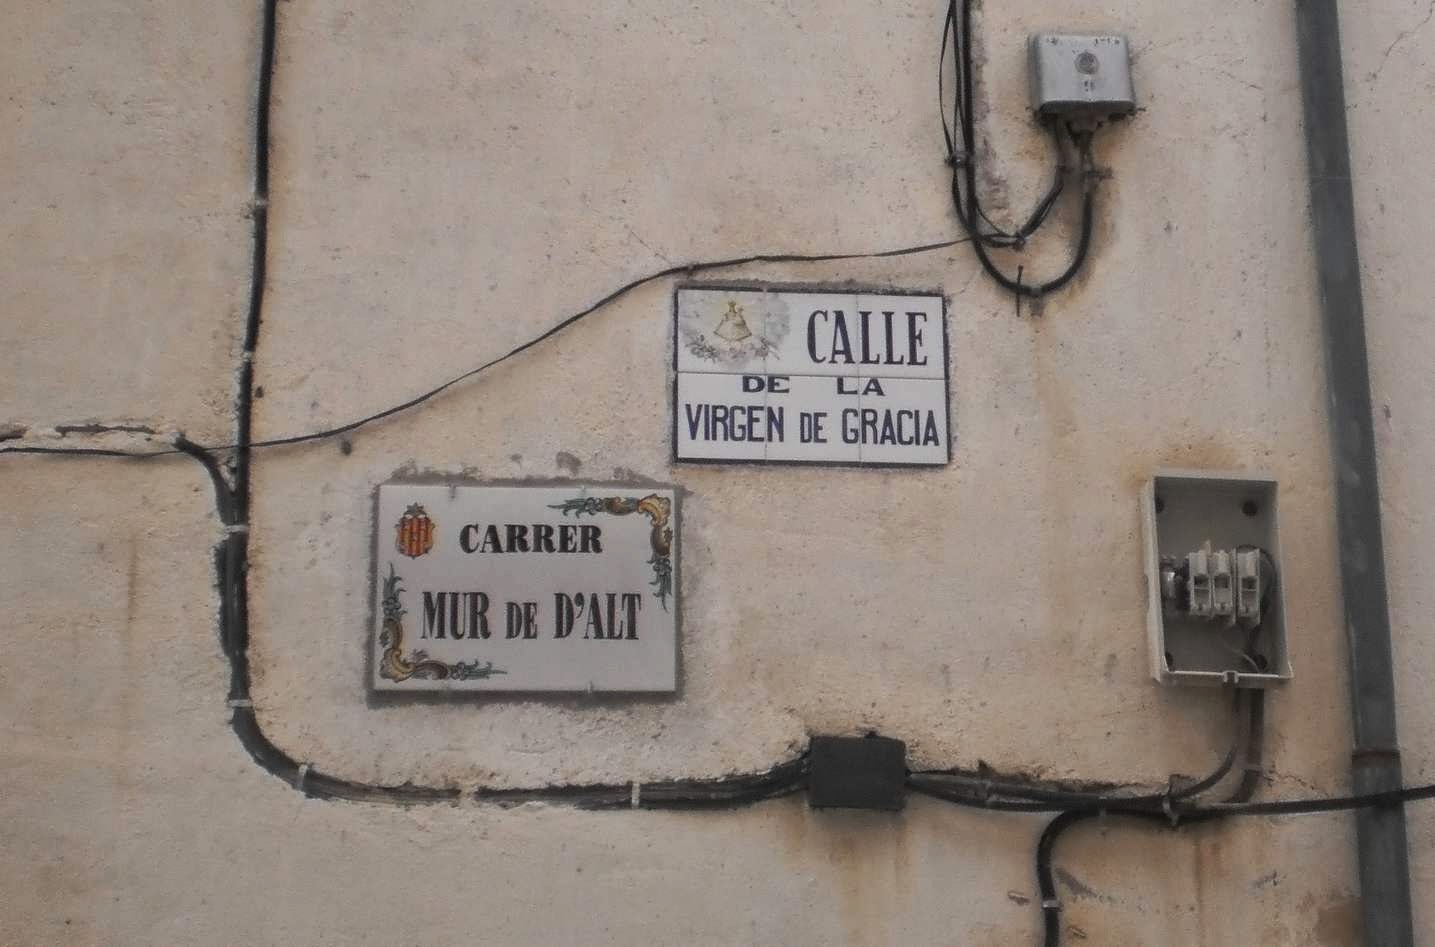 CALLE
DE LA
VIRGEN DE GRACIA
CARRER
MUR DE D'ALT